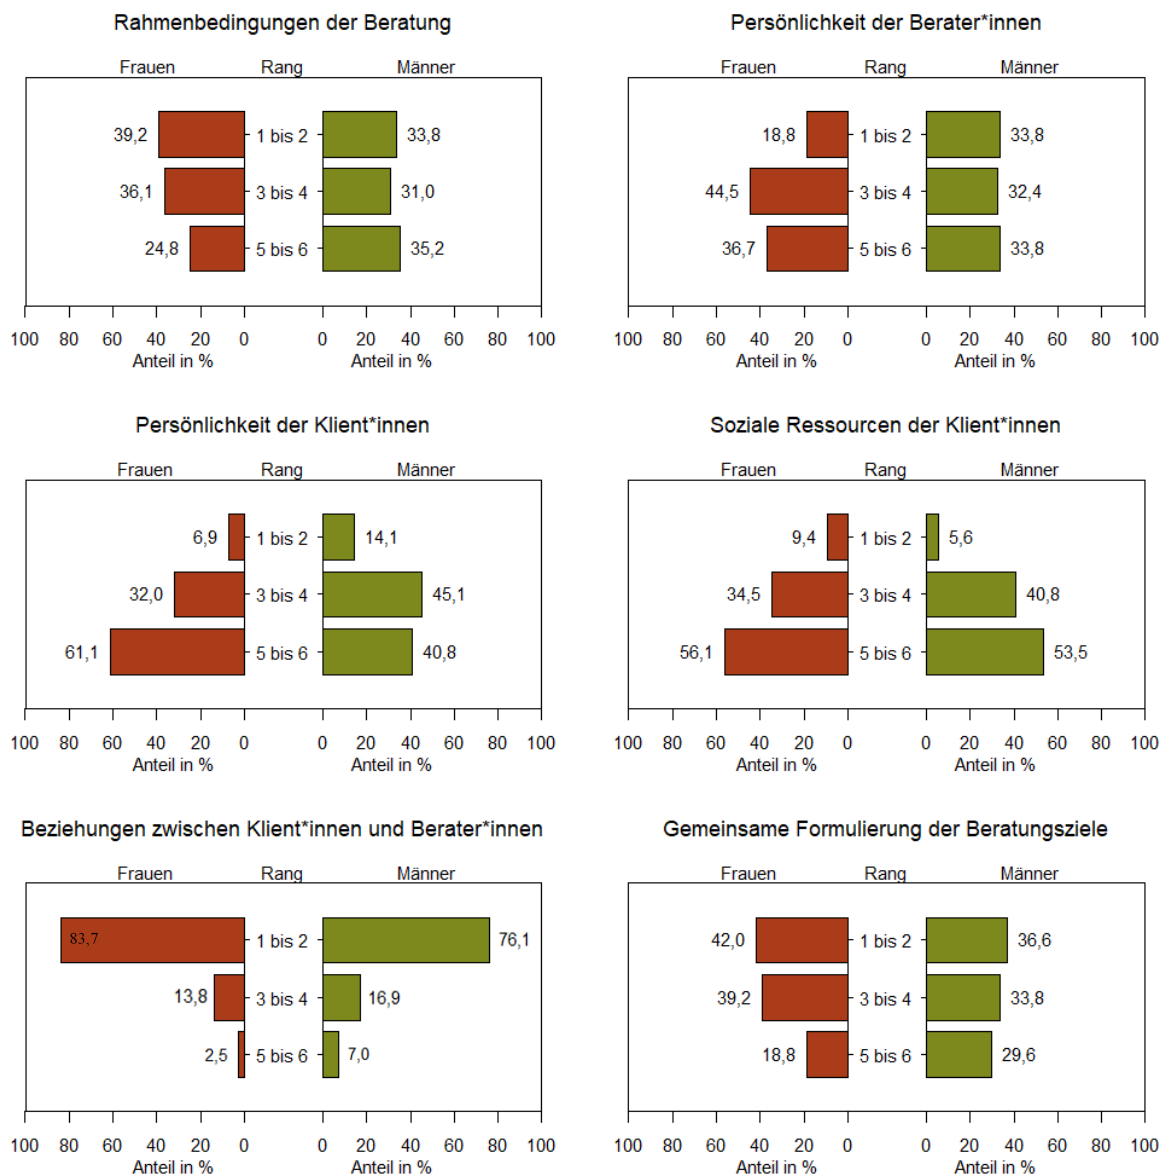 Rahmenbedingungen der Beratung
Frauen Rang Männer
39,2 1 bis 2 33,8
36,1 3 bis 4 31,0
24,8 5 bis 6 35,2
100 80 60 40 20 0 0 20 40 60 80 100
Anteil in % Anteil in %
Persönlichkeit der Berater*innen
Frauen Rang Männer
18,8 1 bis 2 33,8
44,5 3 bis 4 32,4
36,7 5 bis 6 33,8
100 80 60 40 20 0 0 20 40 60 80 100
Anteil in % Anteil in %
Persönlichkeit der Klient*innen
Frauen Rang Männer
6,9 1 bis 2 14,1
32,0 3 bis 4 45,1
61,1 5 bis 6 40,8
100 80 60 40 20 0 0 20 40 60 80 100
Anteil in % Anteil in %
Soziale Ressourcen der Klient*innen
Frauen Rang Männer
9,4 1 bis 2 5,6
34,5 3 bis 4 40,8
56,1 5 bis 6 53,5
100 80 60 40 20 0 0 20 40 60 80 100
Anteil in % Anteil in %
Beziehungen zwischen Klient*innen und Berater*innen
Frauen Rang Männer
83,7 1 bis 2 76,1
13,8 3 bis 4 16,9
2,5 5 bis 6 7,0
100 80 60 40 20 0 0 20 40 60 80 100
Anteil in % Anteil in %
Gemeinsame Formulierung der Beratungsziele
Frauen Rang Männer
42,0 1 bis 2 36,6
39,2 3 bis 4 33,8
18,8 5 bis 6 29,6
100 80 60 40 20 0 0 20 40 60 80 100
Anteil in % Anteil in %